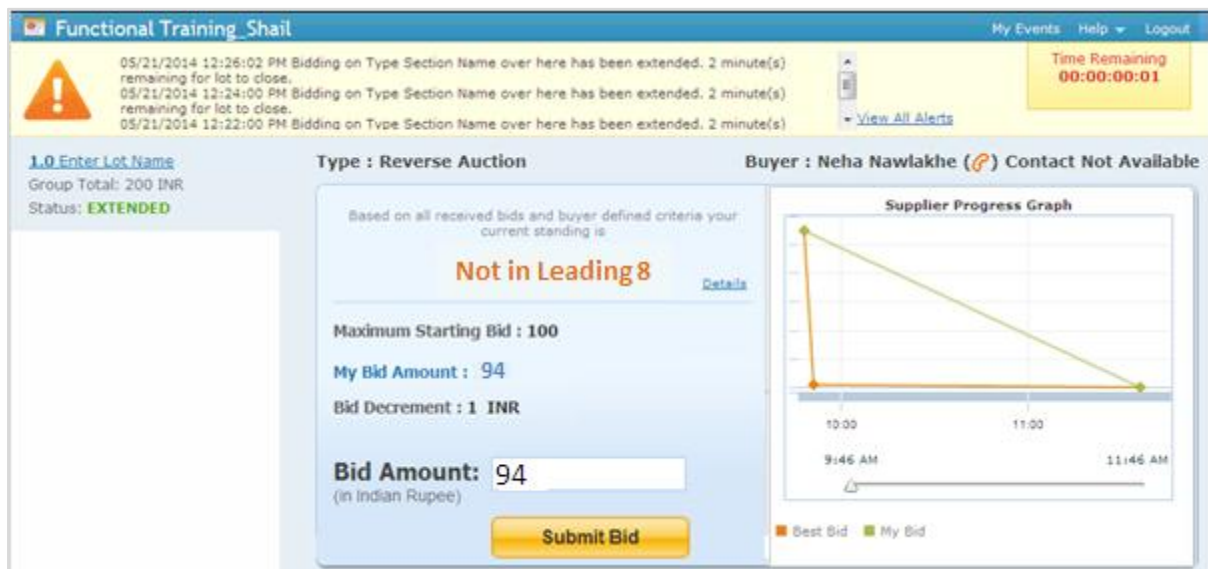 Functional Training_Shail
My Events Help Logout
05/21/2014 12:26:02 PM Bidding on Type Section Name over here has been extended. 2 minute(s)
remaining for lot to close.
05/21/2014 12:24:00 PM Bidding on Type Section Name over here has been extended. 2 minute(s)
remaining for lot to close.
05/21/2014 12:22:00 PM Bidding on Type Section Name over here has been extended. 2 minute(s)
View All Alerts
Time Remaining
00:00:00:01
1.0 Enter Lot Name
Group Total: 200 INR
Status: EXTENDED
Type : Reverse Auction
Buyer : Neha Nawlakhe ( ) Contact Not Available
Based on all received bids and buyer defined criteria your
current standing is
Not in Leading 8
Details
Maximum Starting Bid : 100
My Bid Amount : 94
Bid Decrement : 1 INR
Bid Amount: 94
(in Indian Rupee)
Submit Bid
Supplier Progress Graph
10:00 11:00
9:46 AM 11:46 AM
Best Bid My Bid